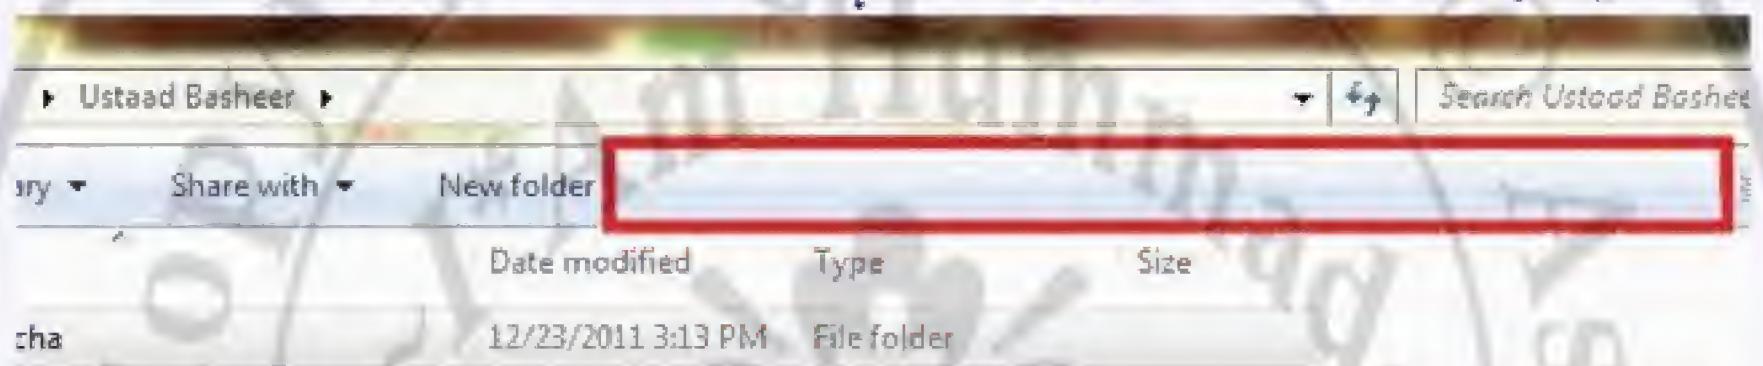 Ustaad Basheer
Search Ustaad Bashee
ary Share with New folder
Date modified Type Size
cha 12/23/2011 3:13 PM File folder